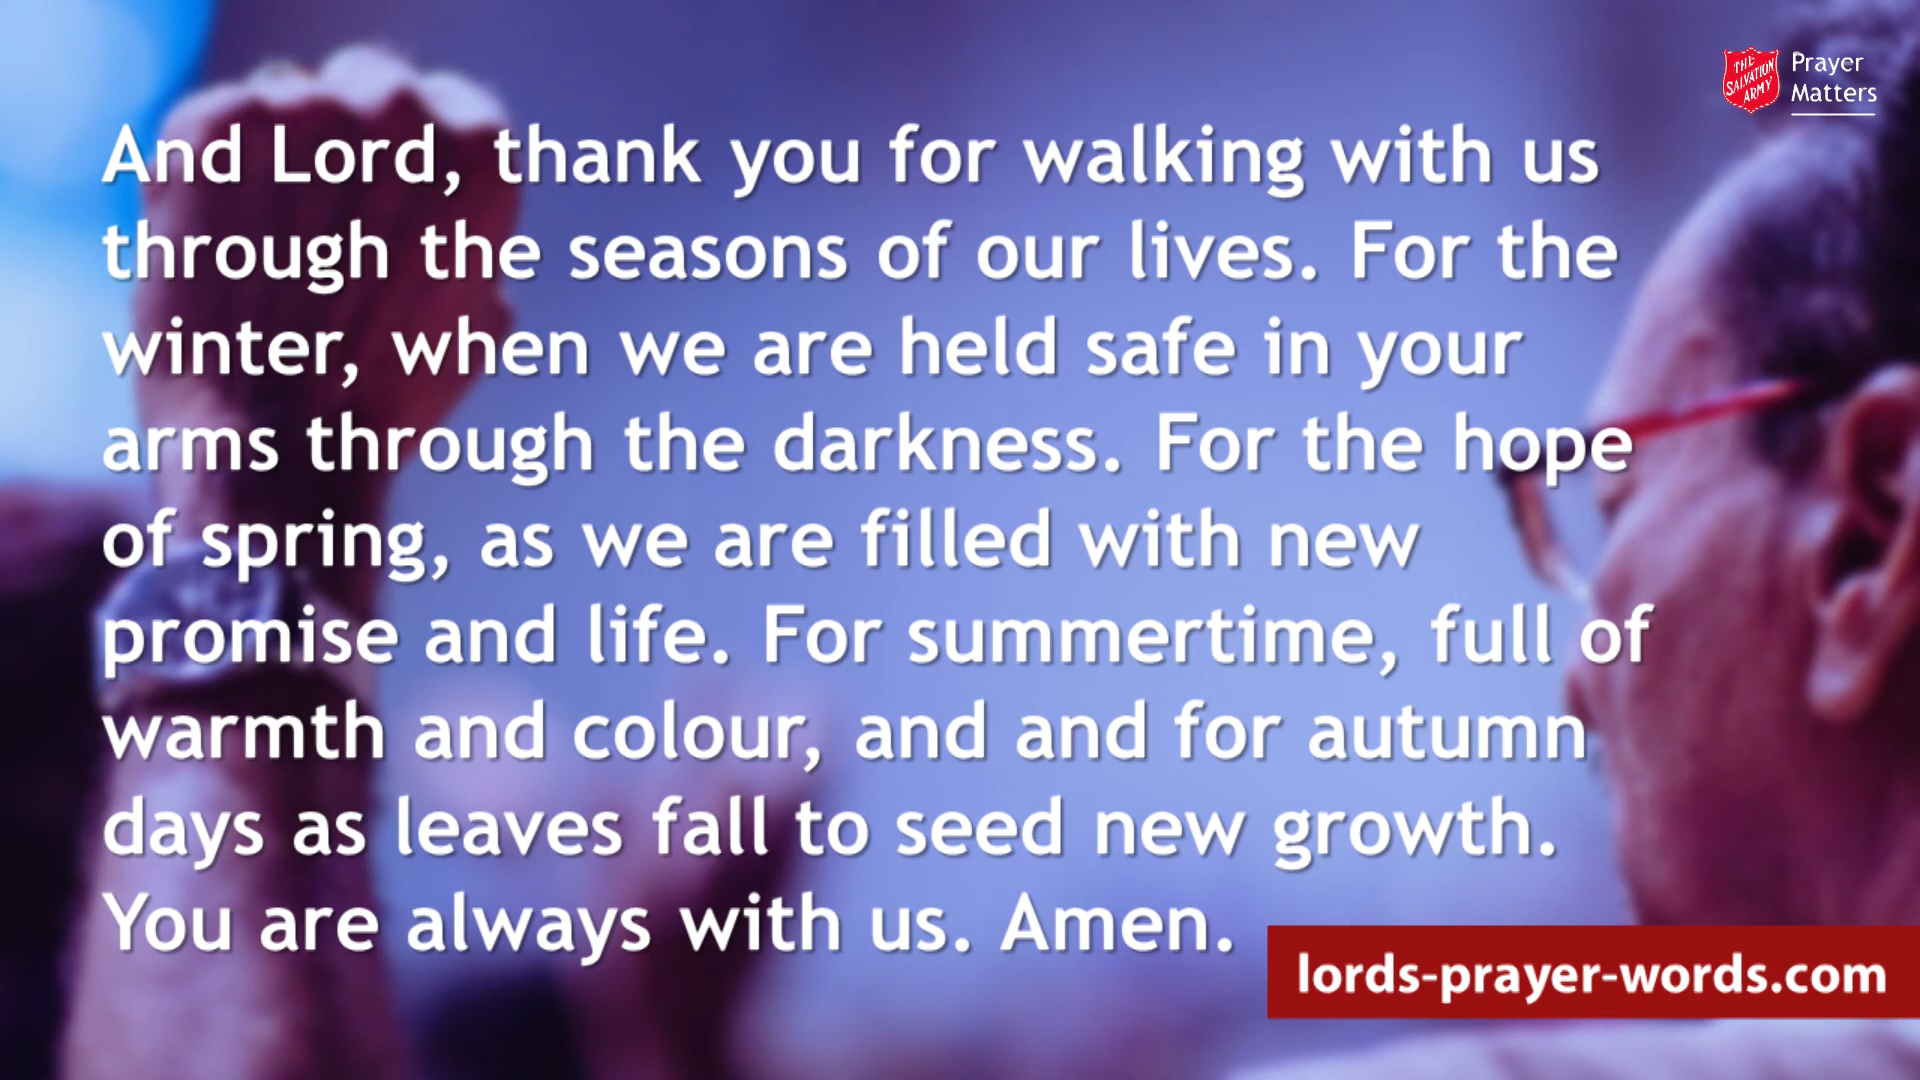 THE
SALVATION
ARMY
Prayer
Matters
And Lord, thank you for walking with us
through the seasons of our lives. For the
winter, when we are held safe in your
arms through the darkness. For the hope
of spring, as we are filled with new
promise and life. For summertime, full of
warmth and colour, and and for autumn
days as leaves fall to seed new growth.
You are always with us. Amen.
lords-prayer-words.com